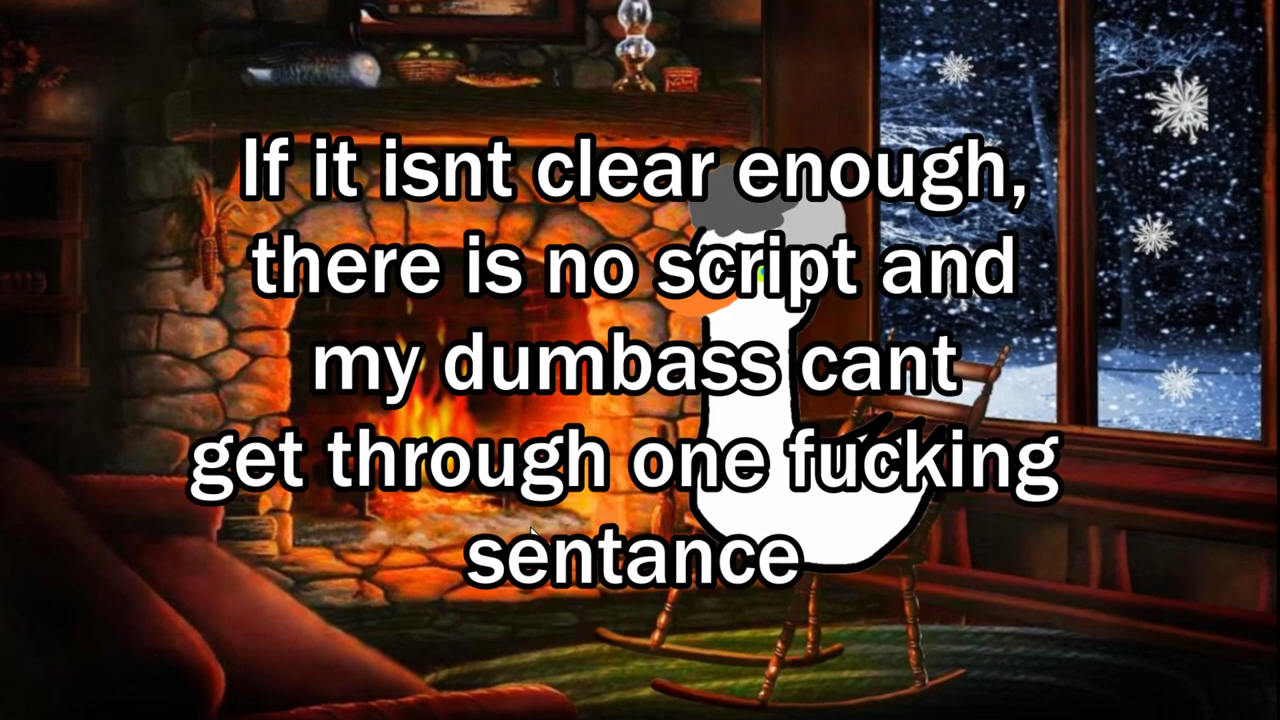 If it isnt clear enough,
there is no script and
my dumbass cant
get through one fucking
sentance